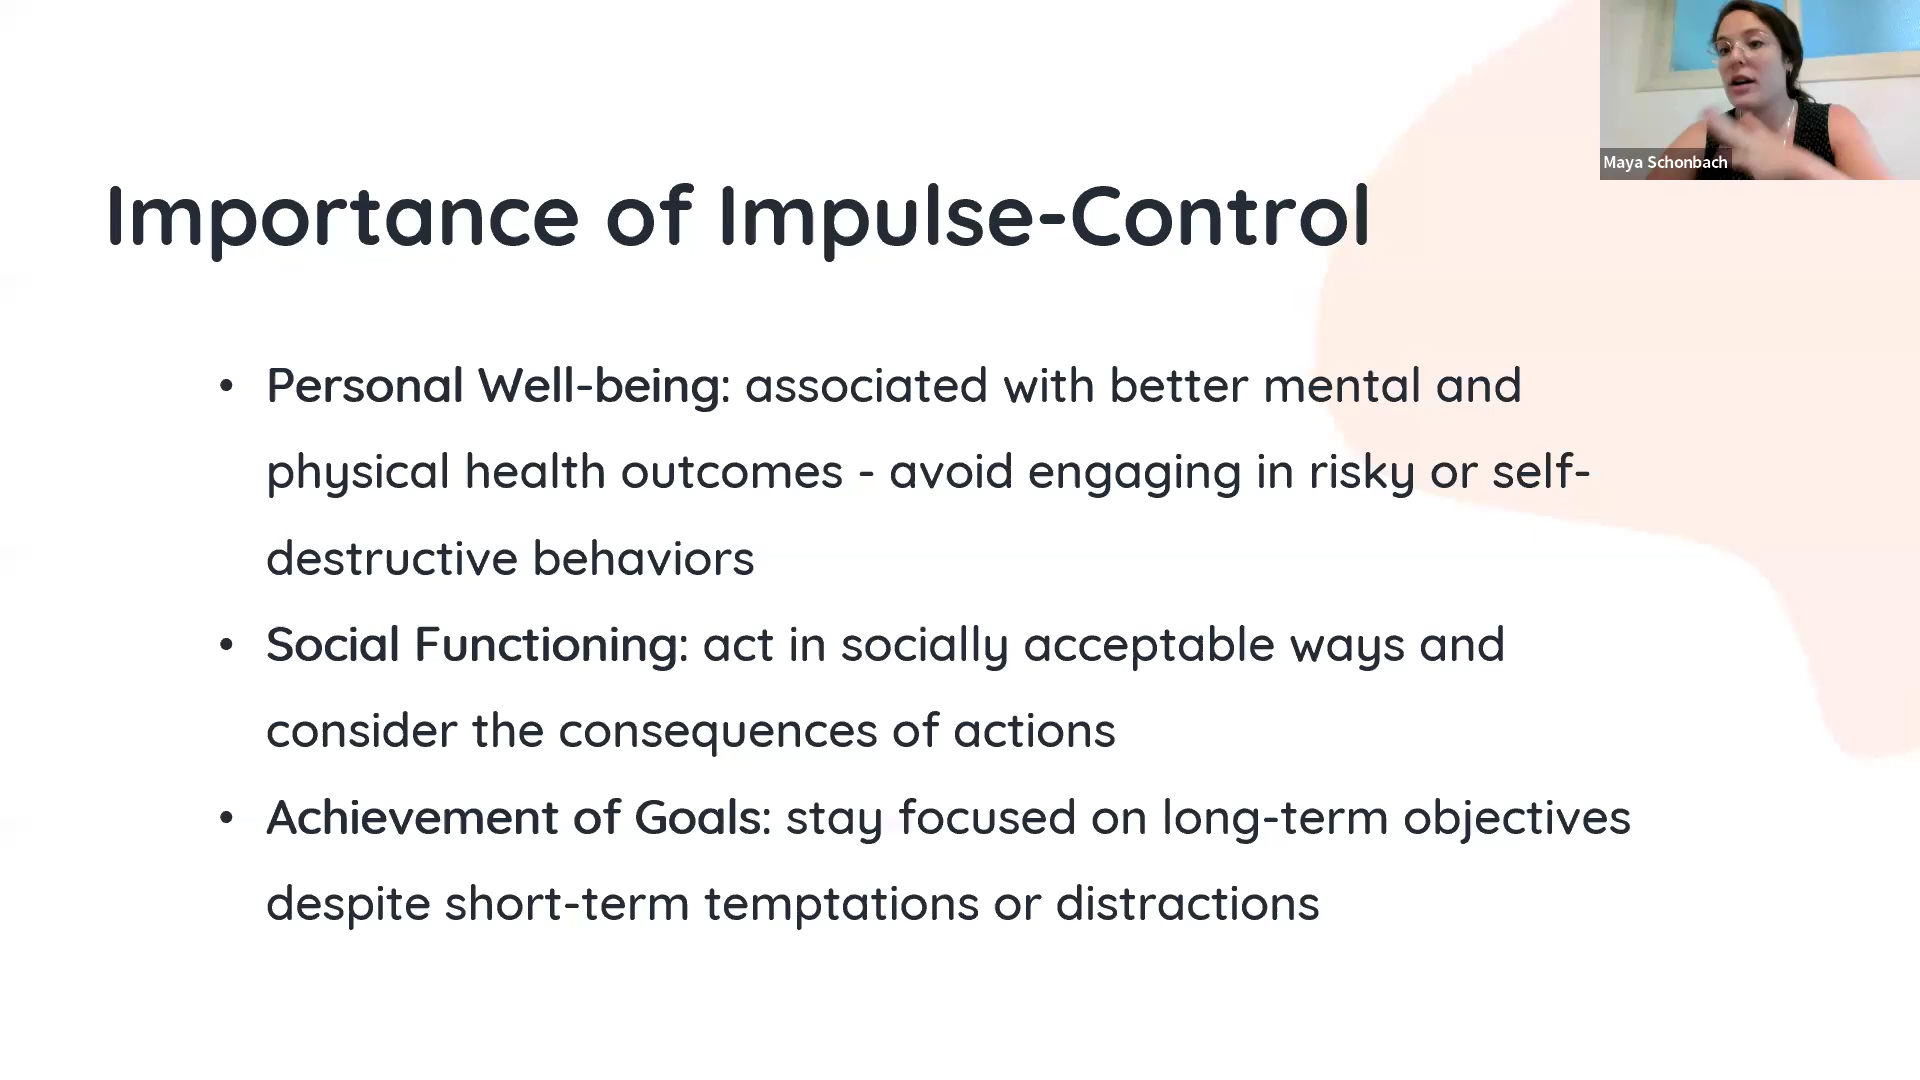 Maya Schonbach
Importance of Impulse-Control
• Personal Well-being: associated with better mental and
physical health outcomes - avoid engaging in risky or self-
destructive behaviors
• Social Functioning: act in socially acceptable ways and
consider the consequences of actions
• Achievement of Goals: stay focused on long-term objectives
despite short-term temptations or distractions